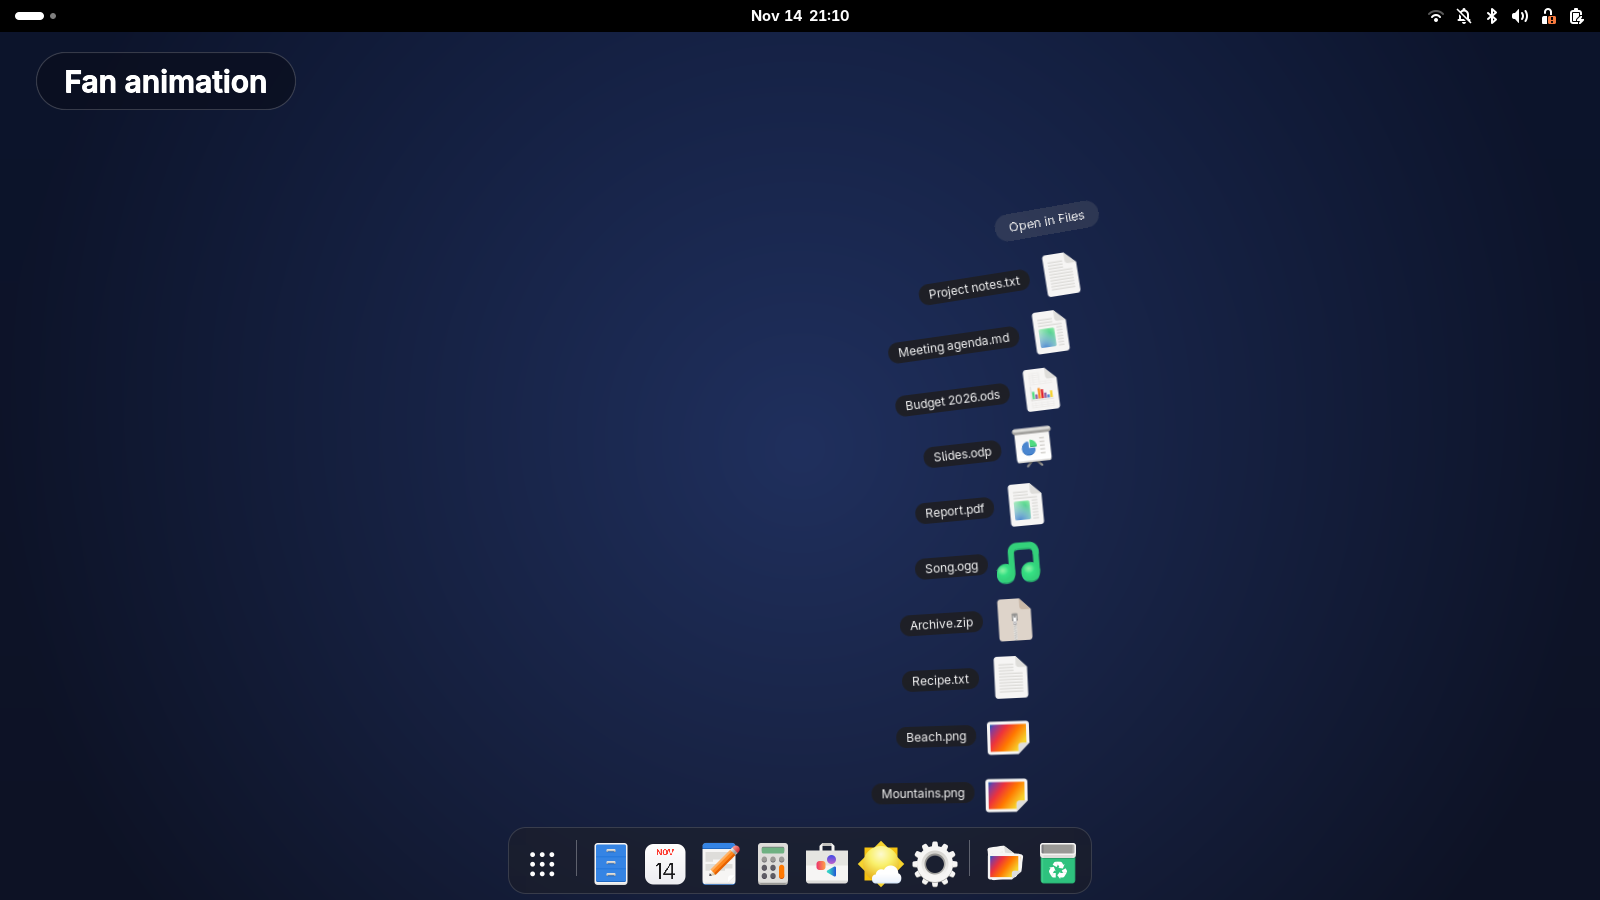 Nov 14 21:10
Fan animation
Open in Files
Project notes.txt
Meeting agenda.md
Budget 2026.ods
Slides.odp
Report.pdf
Song.ogg
Archive.zip
Recipe.txt
Beach.png
Mountains.png
NOV
14